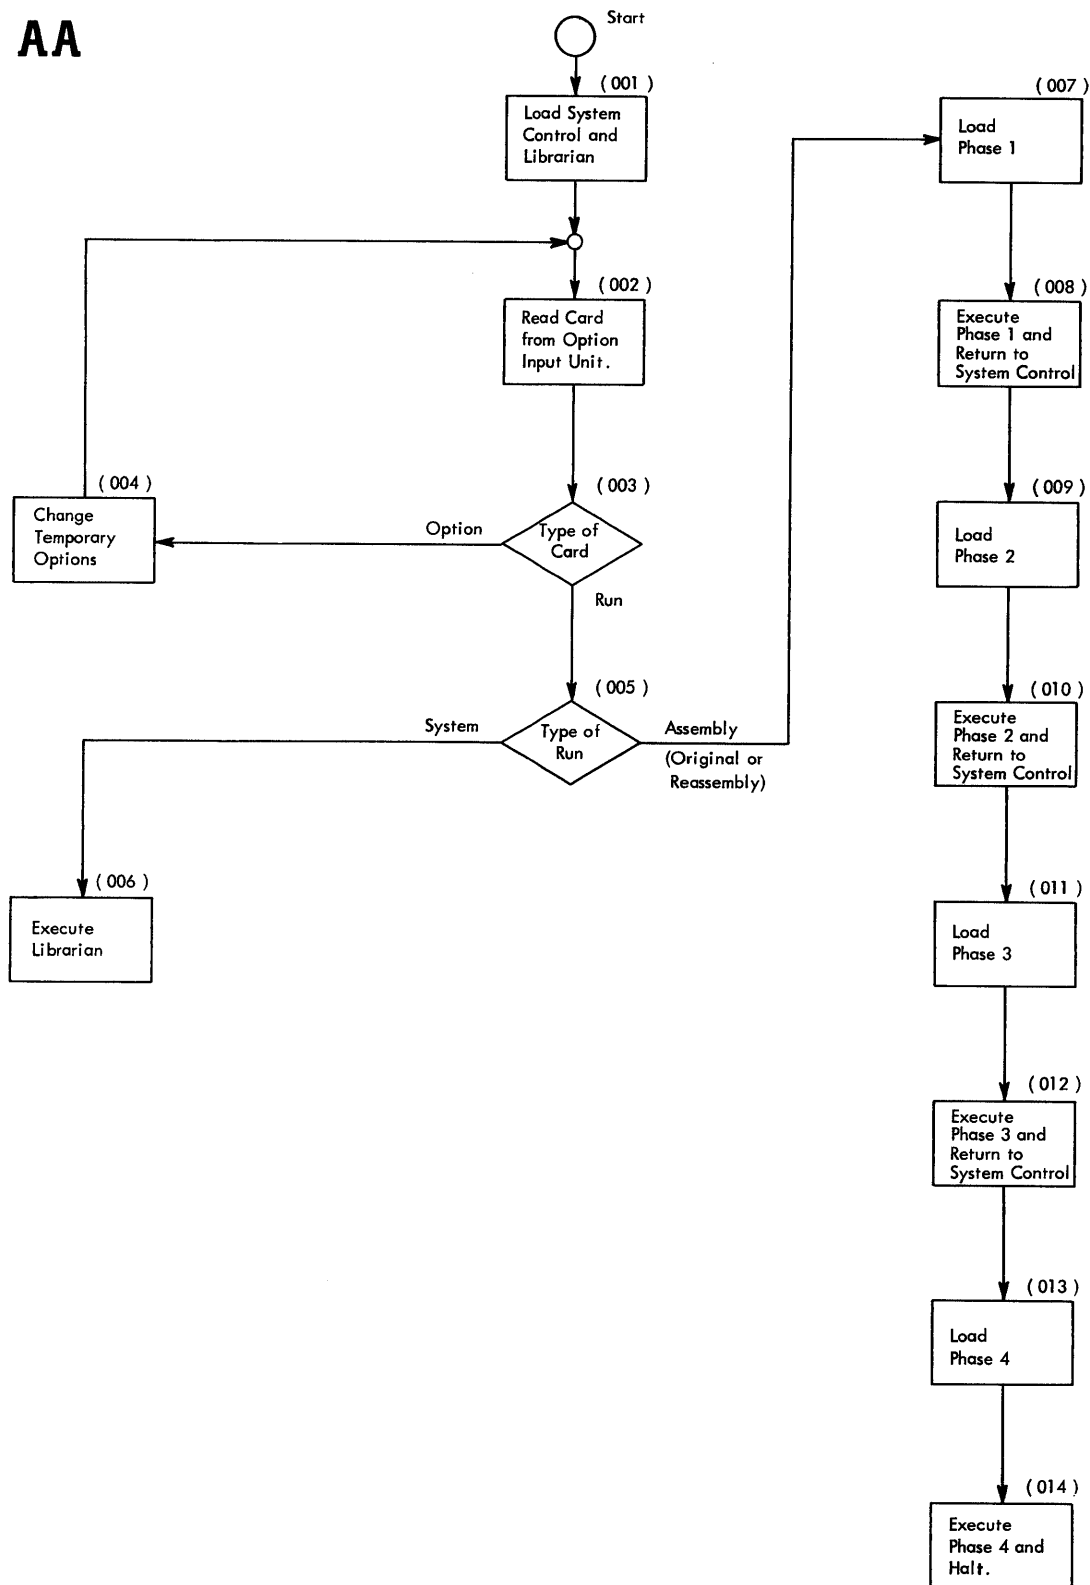 AA
Start
(001)
Load System
Control and
Librarian
(002)
Read Card
from Option
Input Unit.
(003)
Type of
Card
Option
Run
(004)
Change
Temporary
Options
(005)
Type of
Run
System
Assembly
(Original or
Reassembly)
(006)
Execute
Librarian
(007)
Load
Phase 1
(008)
Execute
Phase 1 and
Return to
System Control
(009)
Load
Phase 2
(010)
Execute
Phase 2 and
Return to
System Control
(011)
Load
Phase 3
(012)
Execute
Phase 3 and
Return to
System Control
(013)
Load
Phase 4
(014)
Execute
Phase 4 and
Halt.